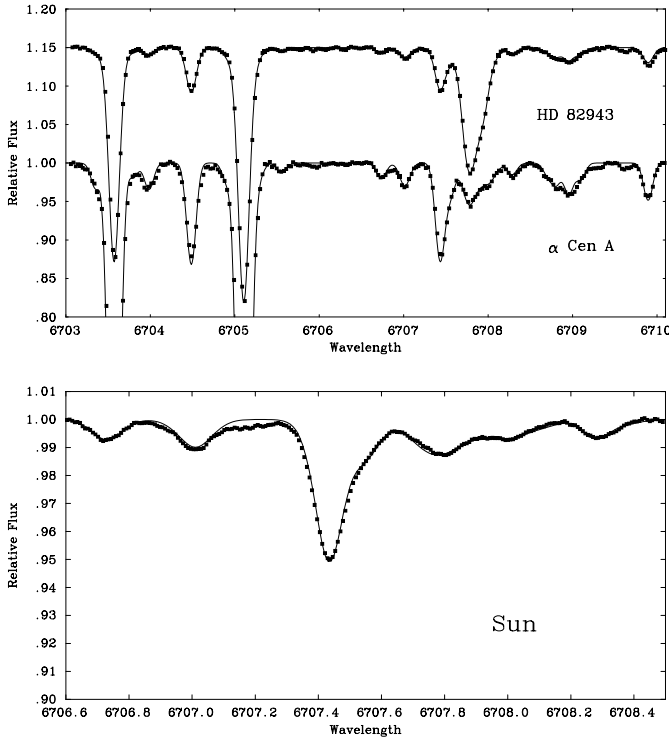 1.20
1.15
1.10
HD 82943
1.05
Relative Flux
1.00
.95
α Cen A
.90
.85
.80
6703 6704 6705 6706 6707 6708 6709 6710
Wavelength
1.01
1.00
.99
.98
.97
Relative Flux
.96
.95
.94
.93
Sun
.92
.91
.90
6706.6 6706.8 6707.0 6707.2 6707.4 6707.6 6707.8 6708.0 6708.2 6708.4
Wavelength